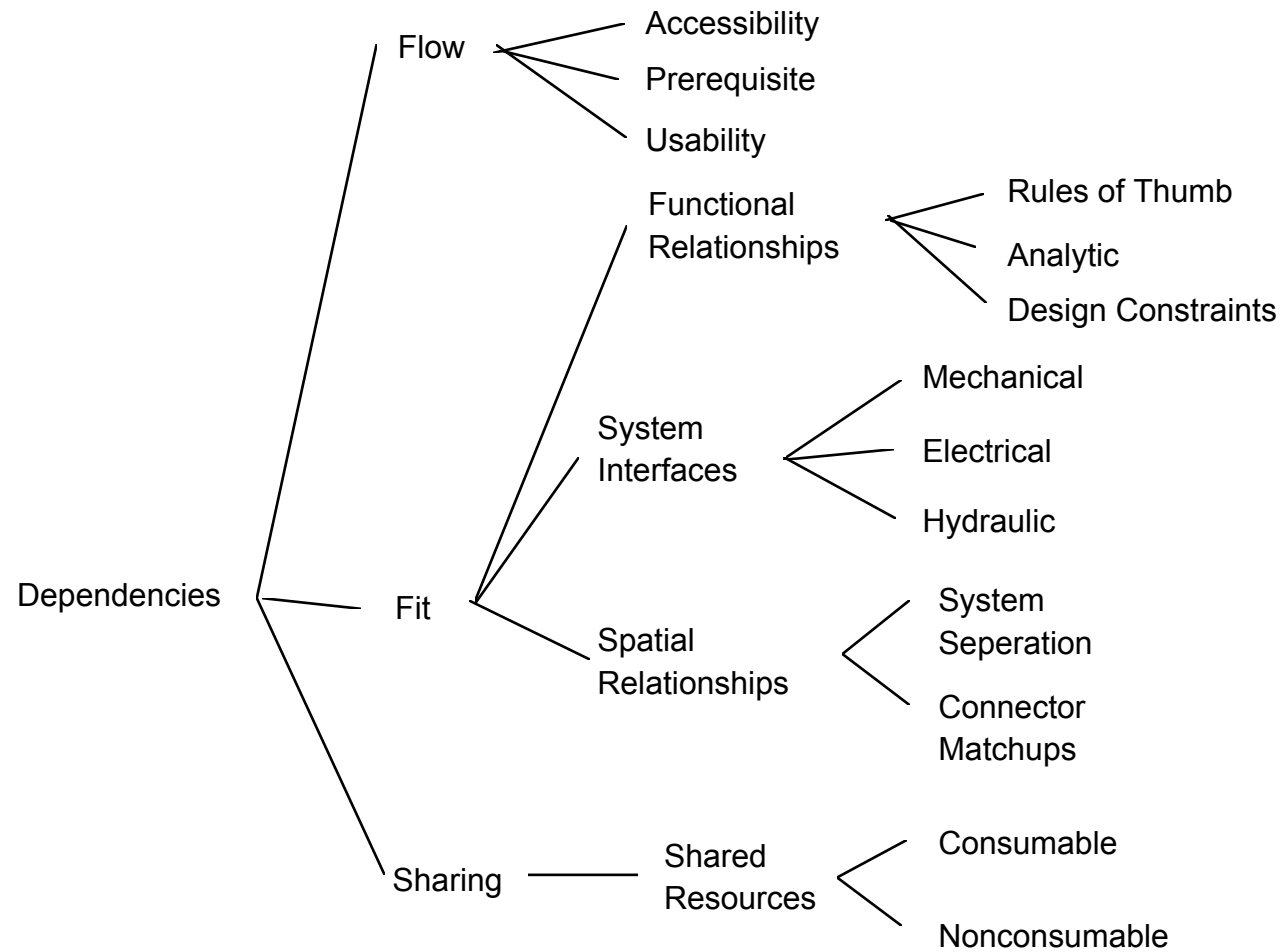 Flow
Accessibility
Prerequisite
Usability
Functional
Relationships
Rules of Thumb
Analytic
Design Constraints
System
Interfaces
Mechanical
Electrical
Hydraulic
Dependencies
Fit
Spatial
Relationships
System
Seperation
Connector
Matchups
Sharing
Shared
Resources
Consumable
Nonconsumable